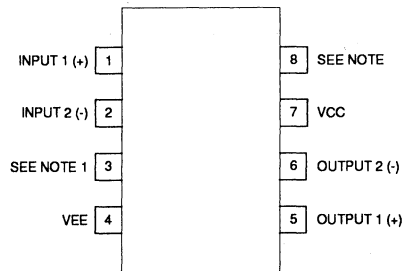 INPUT 1 (+) 1
8 SEE NOTE
INPUT 2 (-) 2
7 VCC
SEE NOTE 1 3
6 OUTPUT 2 (-)
VEE 4
5 OUTPUT 1 (+)